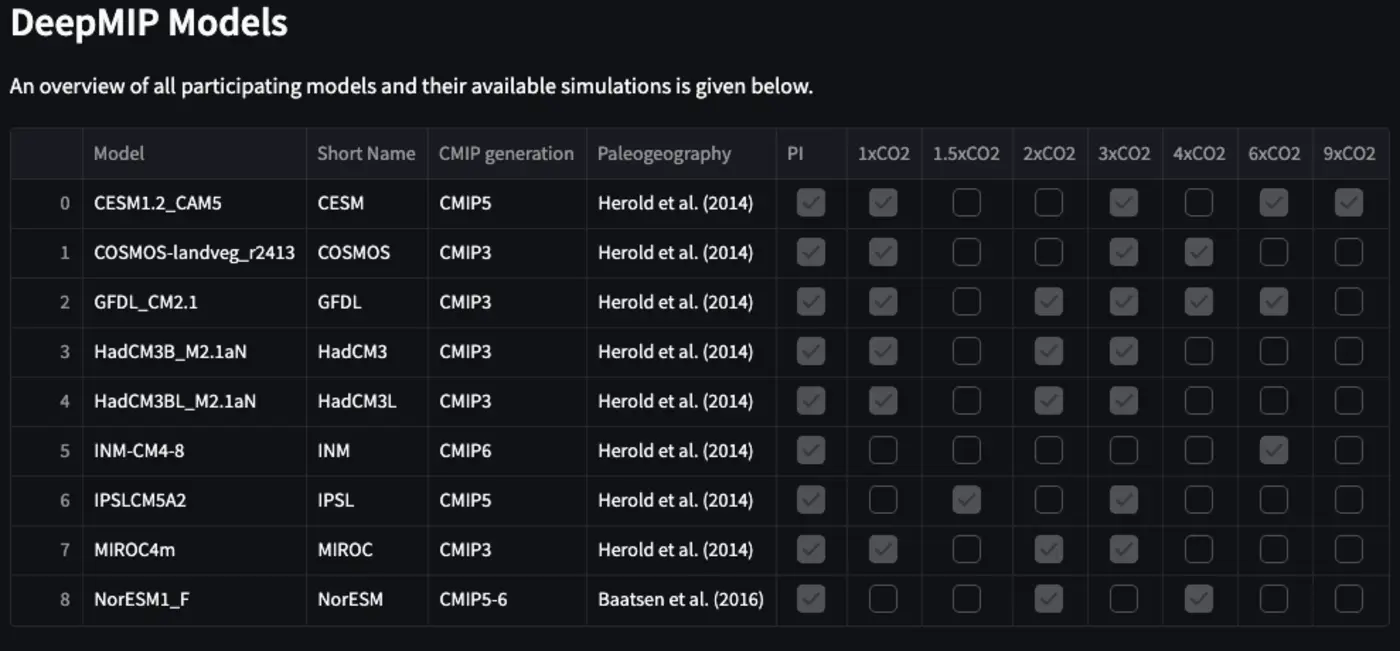 DeepMIP Models
An overview of all participating models and their available simulations is given below.
Model Short Name CMIP generation Paleogeography PI 1xCO2 1.5xCO2 2xCO2 3xCO2 4xCO2 6xCO2 9xCO2
0 CESM1.2_CAM5 CESM CMIP5 Herold et al. (2014)
1 COSMOS-landveg_r2413 COSMOS CMIP3 Herold et al. (2014)
2 GFDL_CM2.1 GFDL CMIP3 Herold et al. (2014)
3 HadCM3B_M2.1aN HadCM3 CMIP3 Herold et al. (2014)
4 HadCM3BL_M2.1aN HadCM3L CMIP3 Herold et al. (2014)
5 INM-CM4-8 INM CMIP6 Herold et al. (2014)
6 IPSLCM5A2 IPSL CMIP5 Herold et al. (2014)
7 MIROC4m MIROC CMIP3 Herold et al. (2014)
8 NorESM1_F NorESM CMIP5-6 Baatsen et al. (2016)